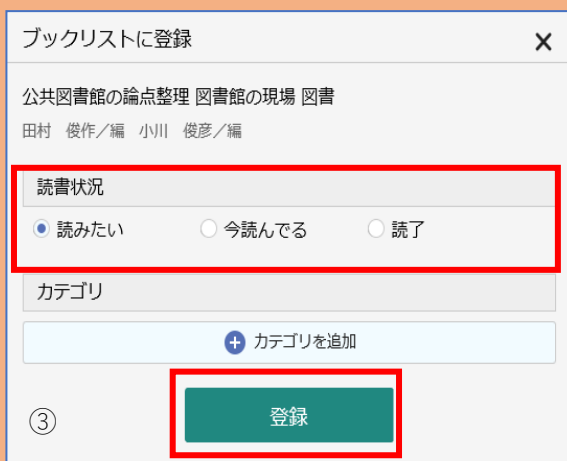 ブックリストに登録
公共図書館の論点整理 図書館の現場 図書
田村　俊作／編　小川　俊彦／編
読書状況
読みたい　今読んでる　読了
カテゴリ
カテゴリを追加
③　登録